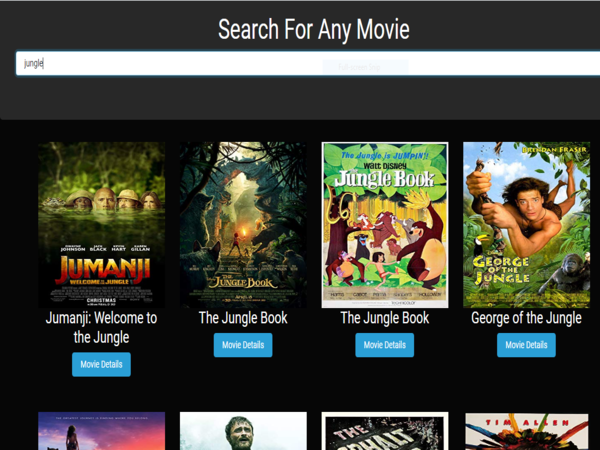 Search For Any Movie
jungle
JOHNSON BLACK HART GILLAN
JUMANJI
WELCOME TO THE JUNGLE
CHRISTMAS
THE JUNGLE BOOK
The Jungle is JUMPIN'!
WALT DISNEY
Jungle Book
TECHNICOLOR
BRENDAN FRASER
GEORGE
OF THE
JUNGLE
Jumanji: Welcome to
the Jungle
The Jungle Book
The Jungle Book
George of the Jungle
Movie Details
Movie Details
Movie Details
Movie Details
THE
ASPHALT
TIM ALLEN